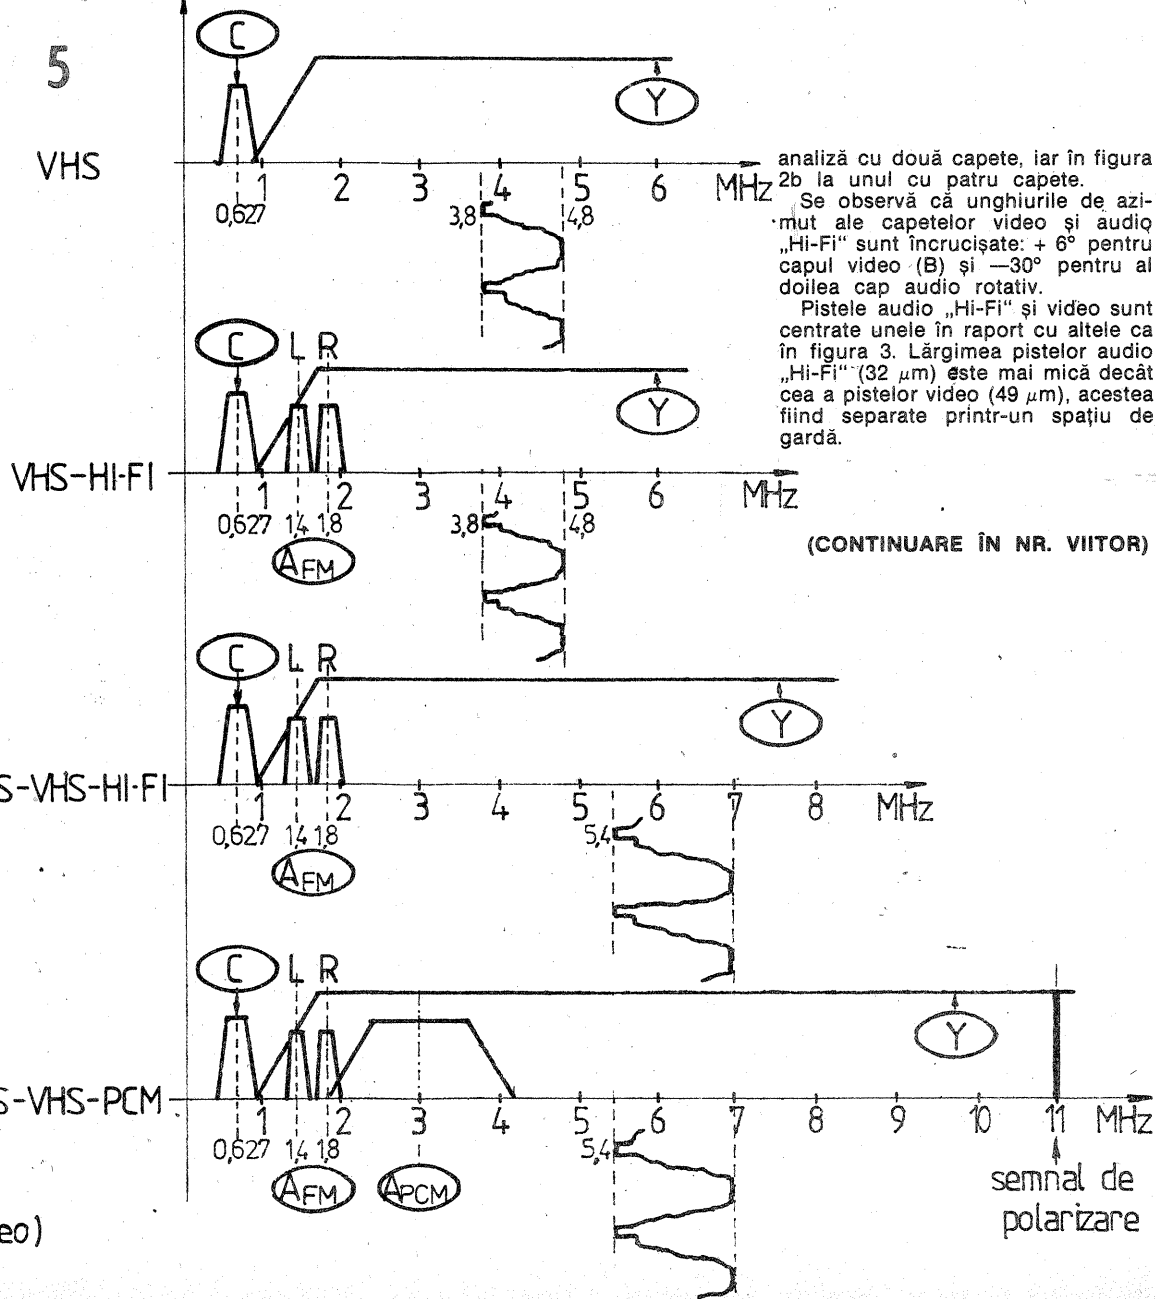 5
C
Y
VHS
1 2 3 4 5 6 MHz
0,627 3,8 4,8
C L R
Y
VHS-HI-FI
1 2 3 4 5 6 MHz
0,627 1,4 1,8 3,8 4,8
AFM
C L R
Y
S-VHS-HI-FI
1 2 3 4 5 6 7 8 MHz
0,627 1,4 1,8 5,4
AFM
C L R
Y
S-VHS-PCM
1 2 3 4 5 6 7 8 9 10 11 MHz
0,627 1,4 1,8 5,4
AFM APCM
semnal de
polarizare
eo)
analiză cu două capete, iar în figura
2b la unul cu patru capete.
Se observă că unghiurile de azi-
mut ale capetelor video și audio
„Hi-Fi“ sunt încrucișate: + 6° pentru
capul video (B) și —30° pentru al
doilea cap audio rotativ.
Pistele audio „Hi-Fi“ și video sunt
centrate unele în raport cu altele ca
în figura 3. Lărgimea pistelor audio
„Hi-Fi“ (32 μm) este mai mică decât
cea a pistelor video (49 μm), acestea
fiind separate printr-un spațiu de
gardă.
(CONTINUARE ÎN NR. VIITOR)